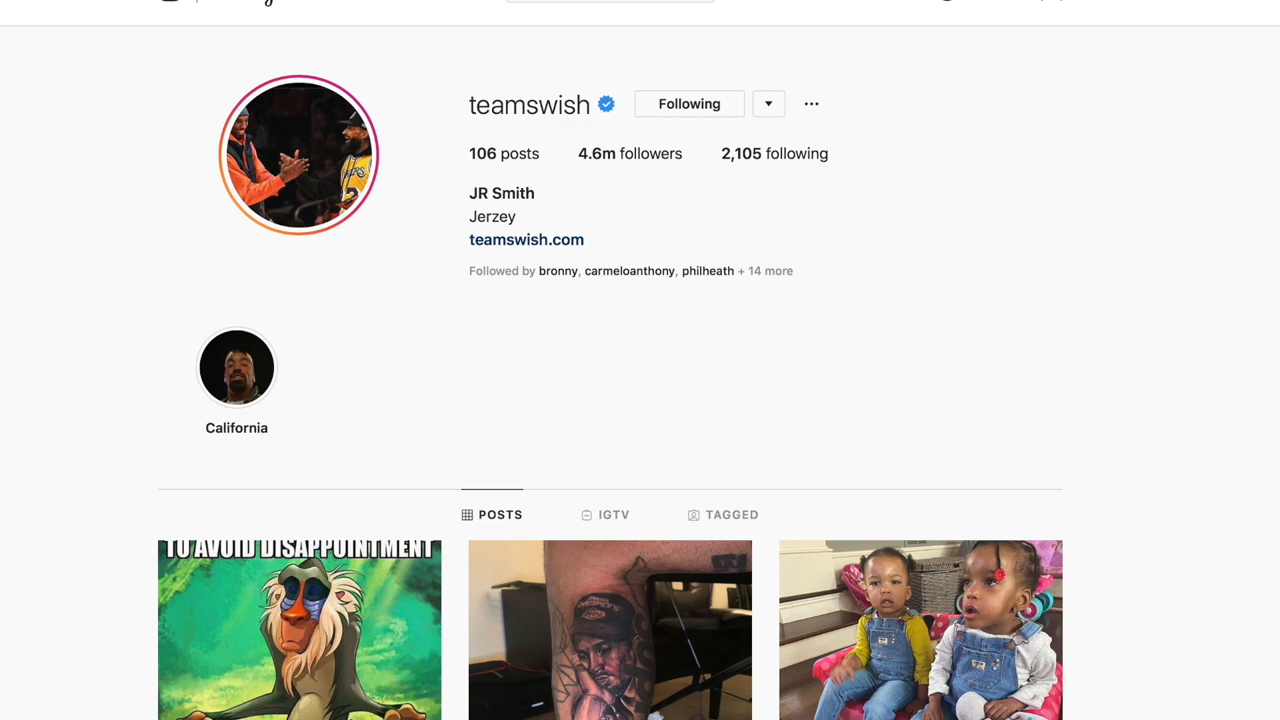 teamswish
Following
106 posts 4.6m followers 2,105 following
JR Smith
Jerzey
teamswish.com
Followed by bronny, carmeloanthony, philheath + 14 more
California
POSTS IGTV TAGGED
TO AVOID DISAPPOINTMENT